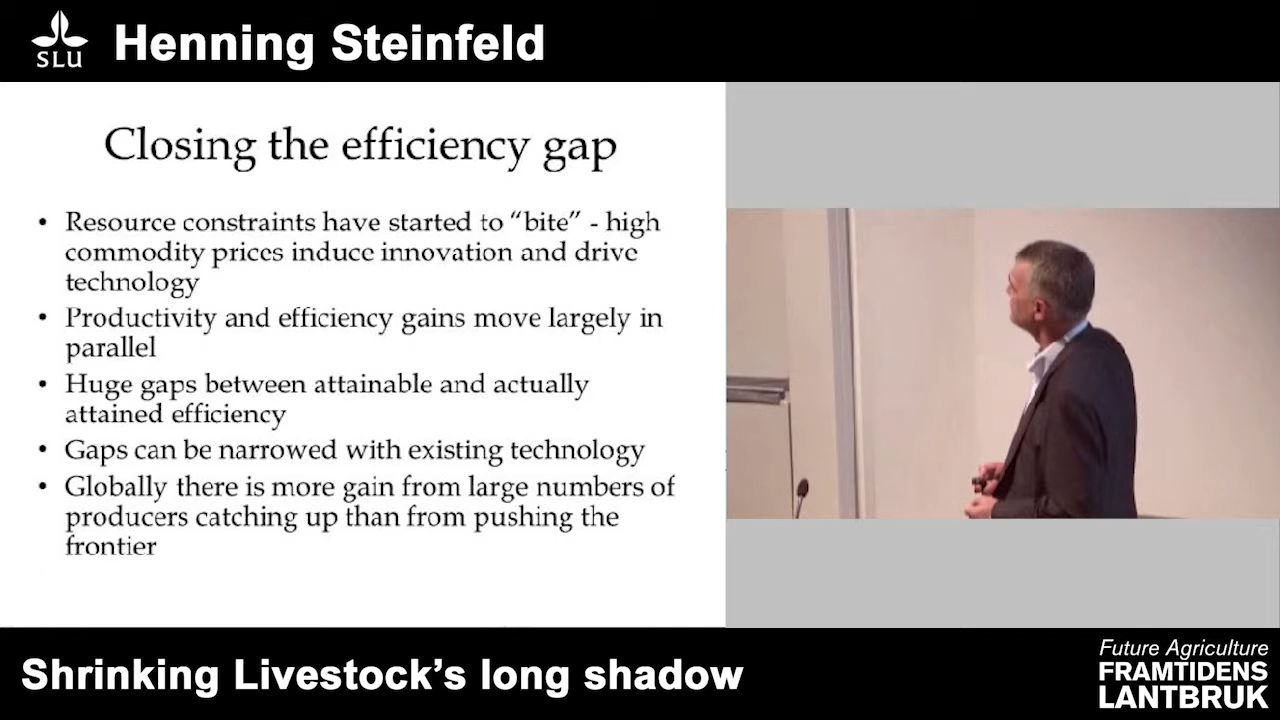 SLU
Henning Steinfeld
Closing the efficiency gap
• Resource constraints have started to “bite” - high
commodity prices induce innovation and drive
technology
• Productivity and efficiency gains move largely in
parallel
• Huge gaps between attainable and actually
attained efficiency
• Gaps can be narrowed with existing technology
• Globally there is more gain from large numbers of
producers catching up than from pushing the
frontier
Shrinking Livestock’s long shadow
Future Agriculture
FRAMTIDENS
LANTBRUK